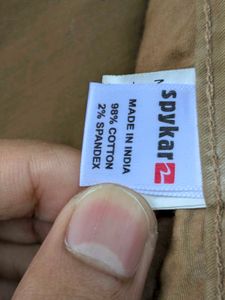 spykar
MADE IN INDIA
98% COTTON
2% SPANDEX